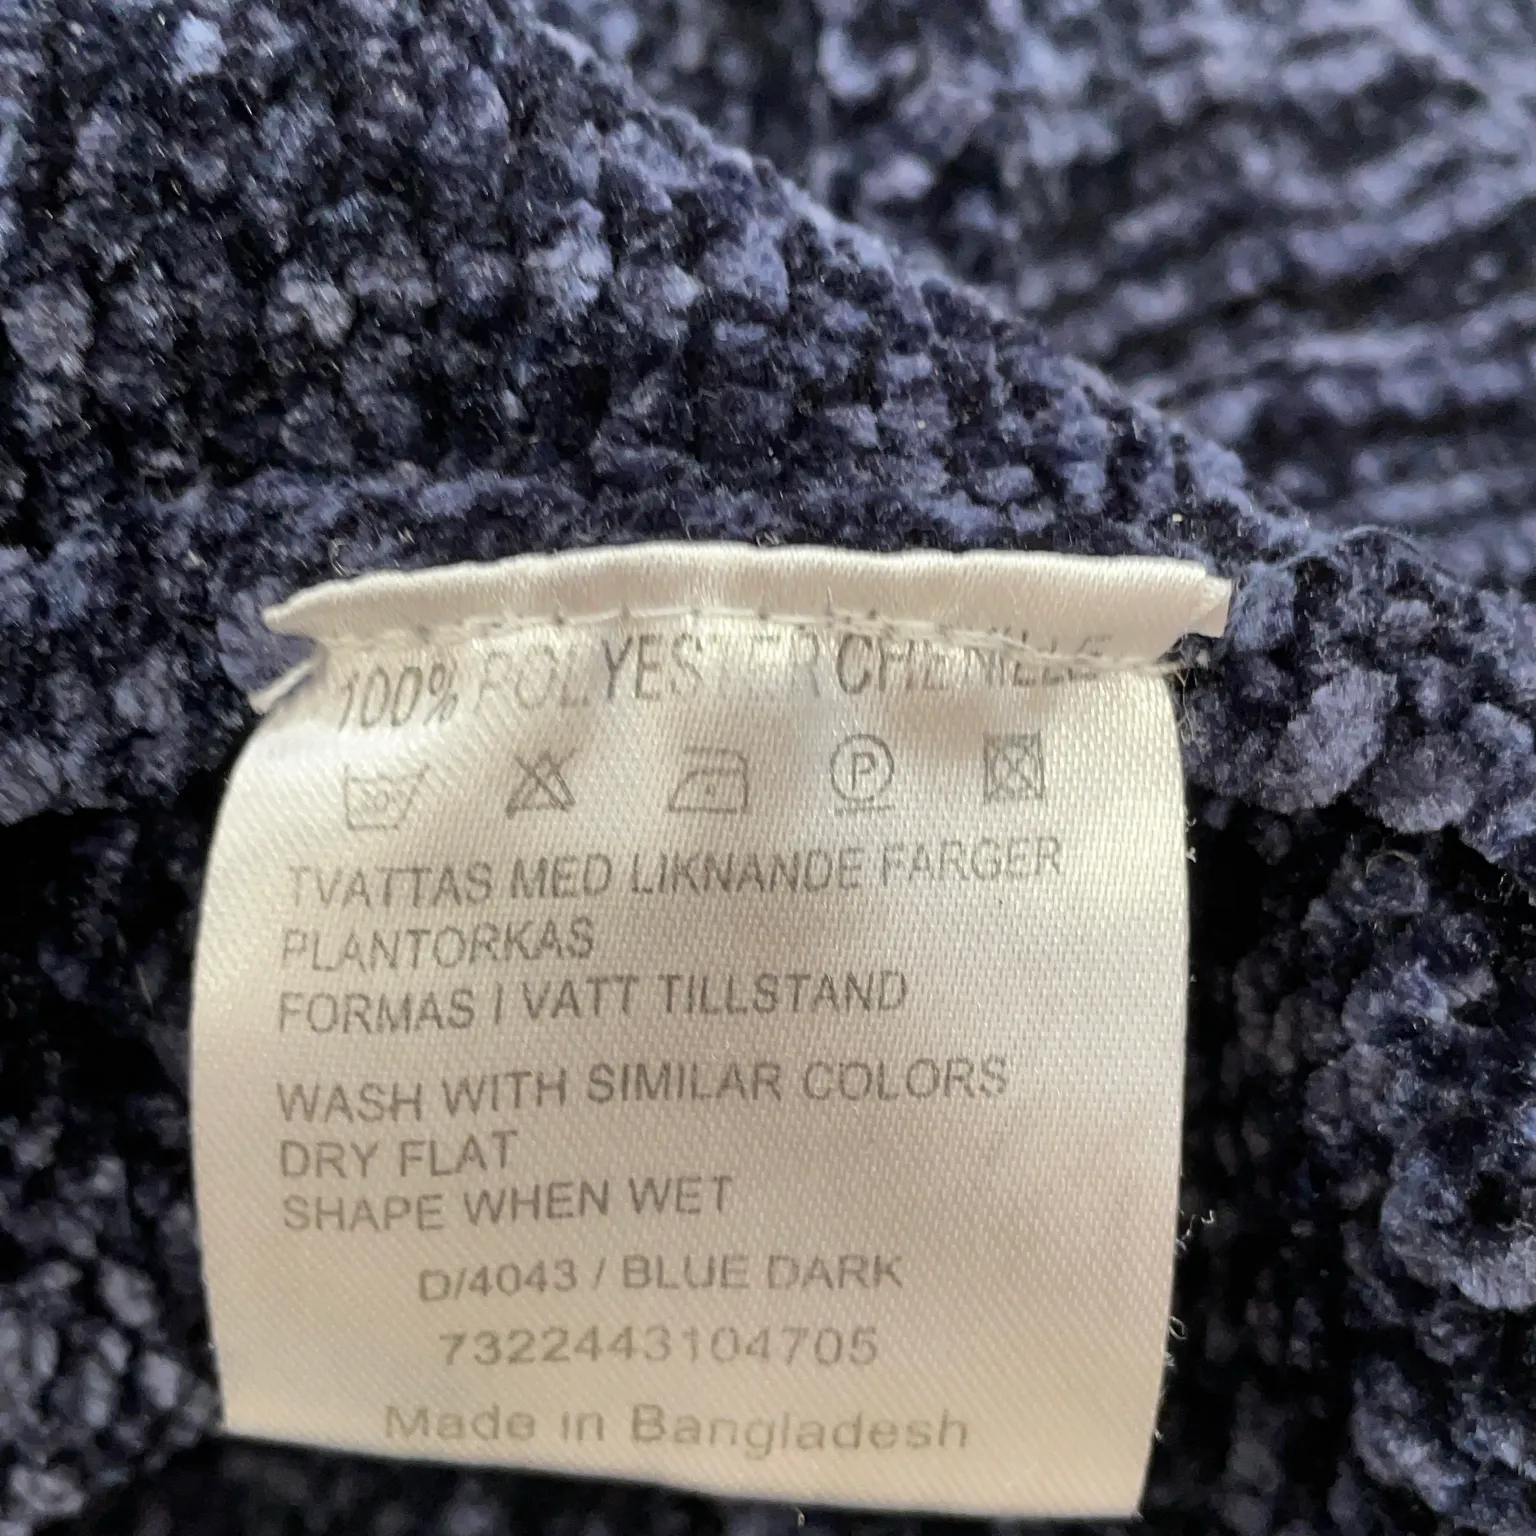 100% POLYESTER CHENILLE
30°
P
TVATTAS MED LIKNANDE FARGER
PLANTORKAS
FORMAS I VATT TILLSTAND
WASH WITH SIMILAR COLORS
DRY FLAT
SHAPE WHEN WET
D/4043 / BLUE DARK
7322443104705
Made in Bangladesh